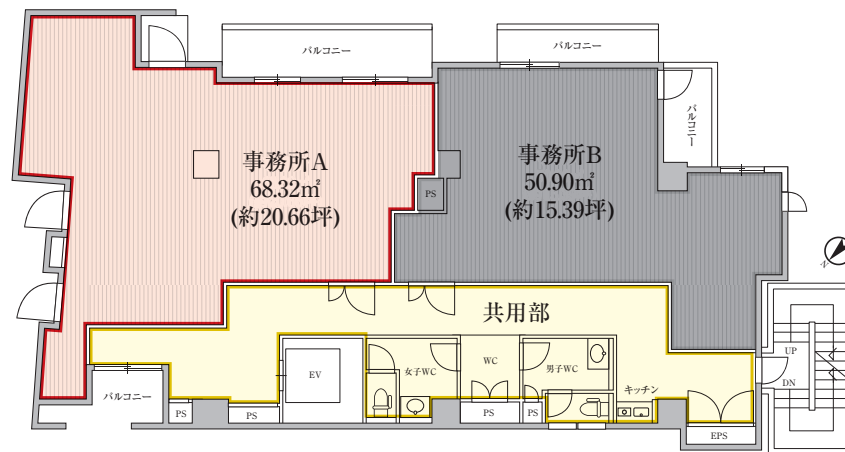 バルコニー
バルコニー
バルコニー
事務所A
68.32㎡
(約20.66坪)
事務所B
50.90㎡
(約15.39坪)
PS
N
共用部
UP
DN
EV
女子WC
WC
男子WC
キッチン
バルコニー
PS
PS
PS
PS
EPS